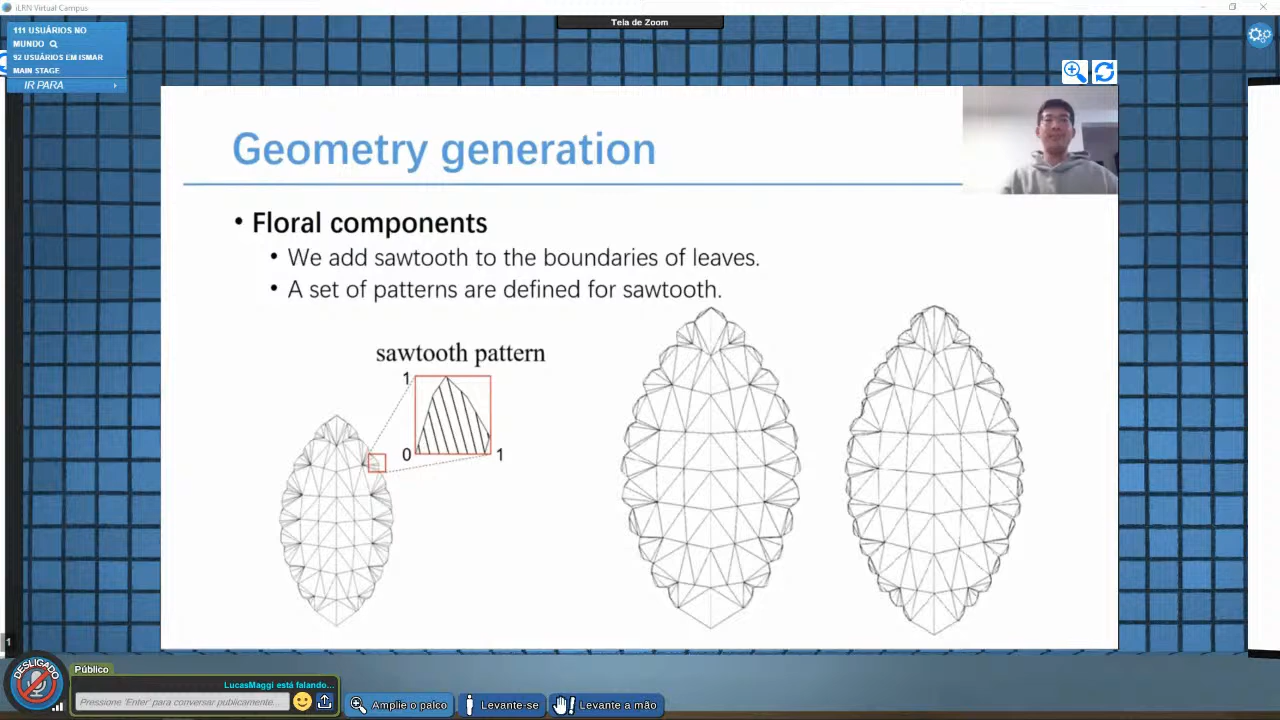 iLRN Virtual Campus
111 USUÁRIOS NO
MUNDO
92 USUÁRIOS EM ISMAR
MAIN STAGE
IR PARA
Tela de Zoom
Geometry generation
• Floral components
• We add sawtooth to the boundaries of leaves.
• A set of patterns are defined for sawtooth.
sawtooth pattern
1
0
1
1
DESLIGADO
Público
LucasMaggi está falando...
Pressione 'Enter' para conversar publicamente...
Amplie o palco
Levante-se
Levante a mão